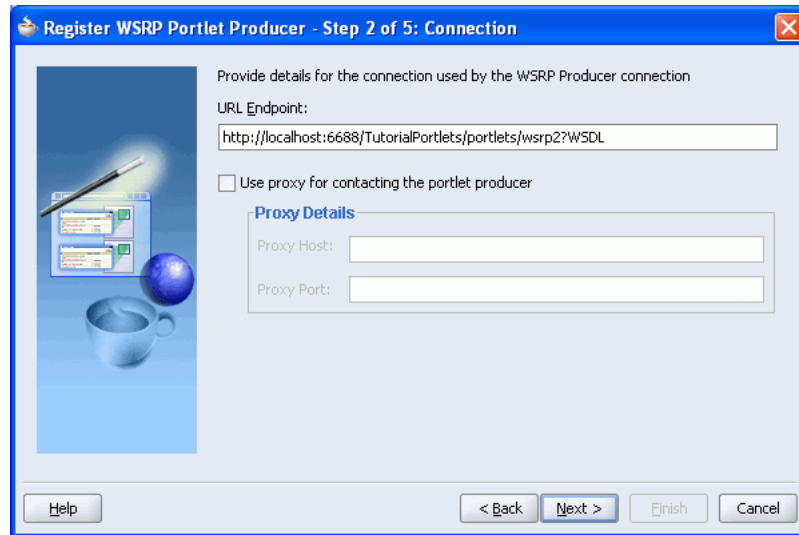 Register WSRP Portlet Producer - Step 2 of 5: Connection
Provide details for the connection used by the WSRP Producer connection
URL Endpoint:
http://localhost:6688/TutorialPortlets/portlets/wsrp2?WSDL
Use proxy for contacting the portlet producer
Proxy Details
Proxy Host:
Proxy Port:
Help
< Back
Next >
Finish
Cancel